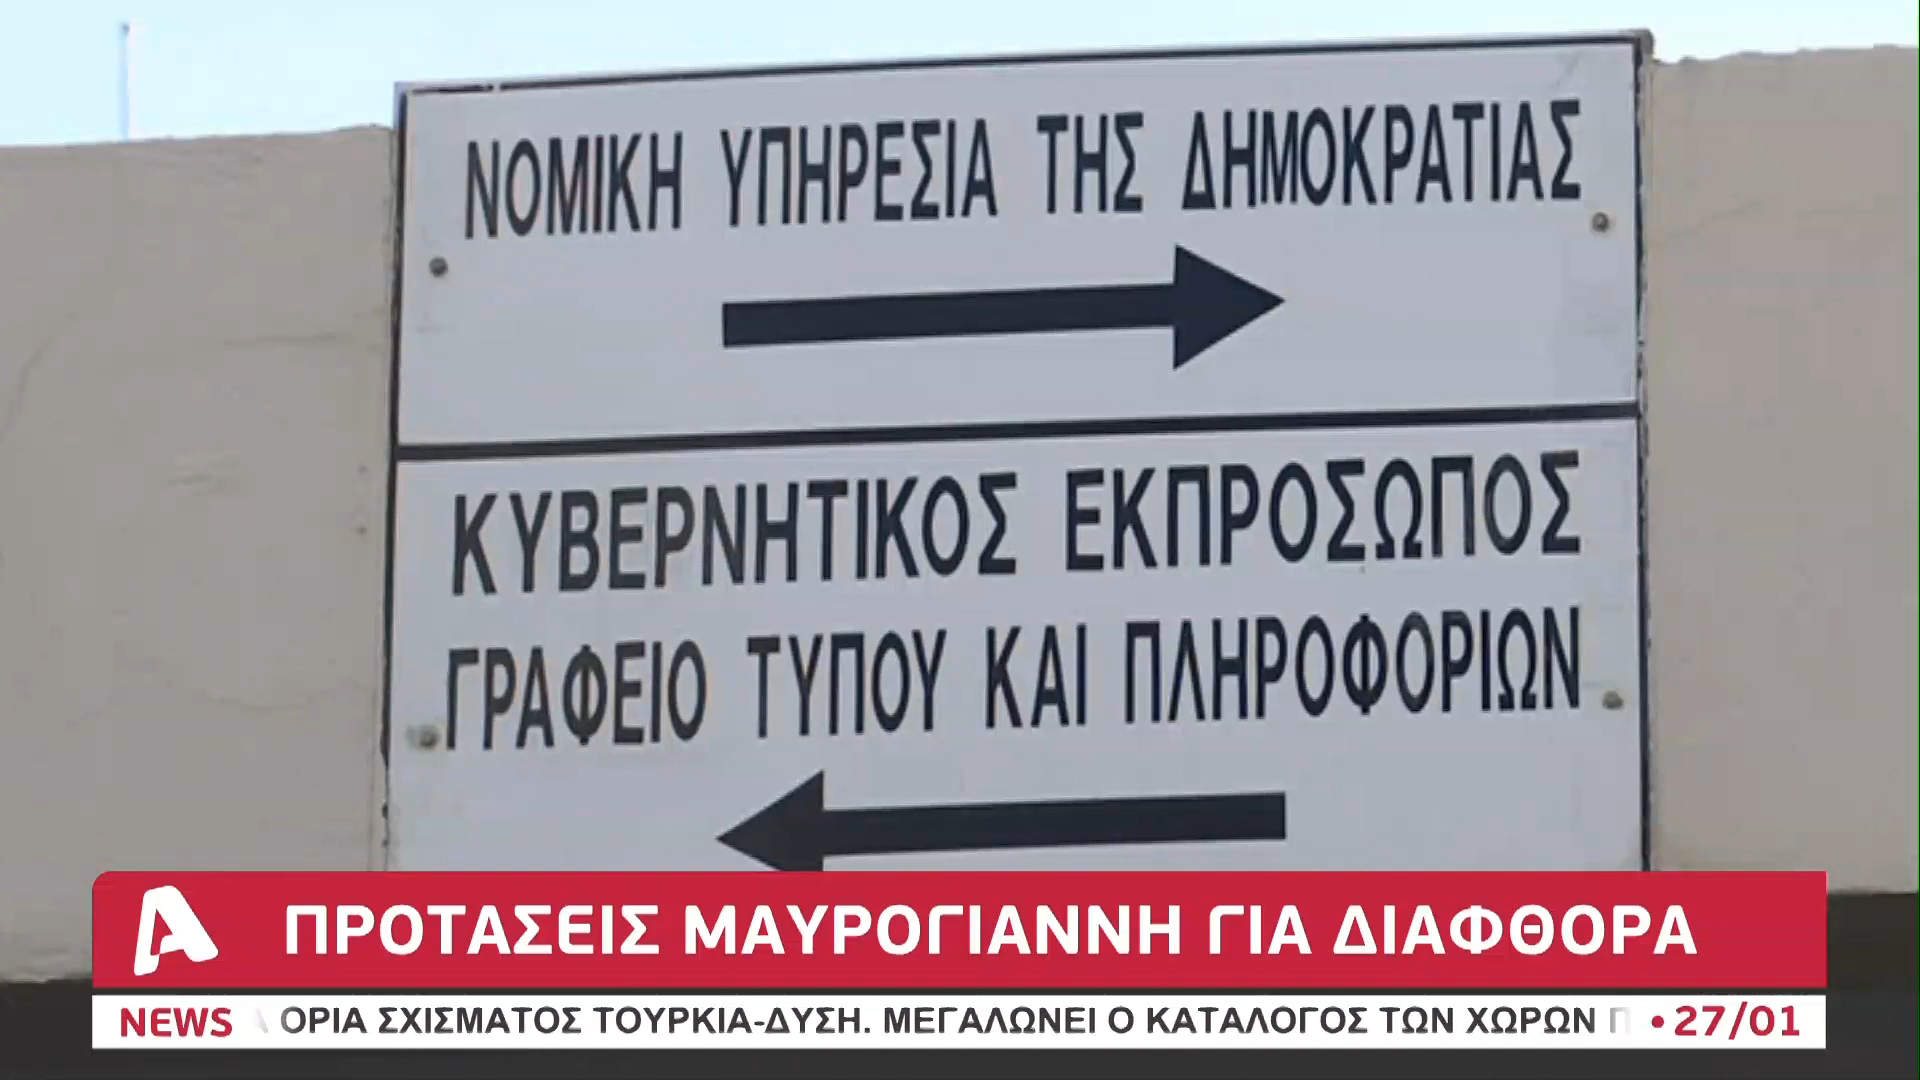 ΝΟΜΙΚΗ ΥΠΗΡΕΣΙΑ ΤΗΣ ΔΗΜΟΚΡΑΤΙΑΣ
ΚΥΒΕΡΝΗΤΙΚΟΣ ΕΚΠΡΟΣΩΠΟΣ
ΓΡΑΦΕΙΟ ΤΥΠΟΥ ΚΑΙ ΠΛΗΡΟΦΟΡΙΩΝ
ΠΡΟΤΑΣΕΙΣ ΜΑΥΡΟΓΙΑΝΝΗ ΓΙΑ ΔΙΑΦΘΟΡΑ
NEWS ΟΡΙΑ ΣΧΙΣΜΑΤΟΣ ΤΟΥΡΚΙΑ-ΔΥΣΗ. ΜΕΓΑΛΩΝΕΙ Ο ΚΑΤΑΛΟΓΟΣ ΤΩΝ ΧΩΡΩΝ • 27/01